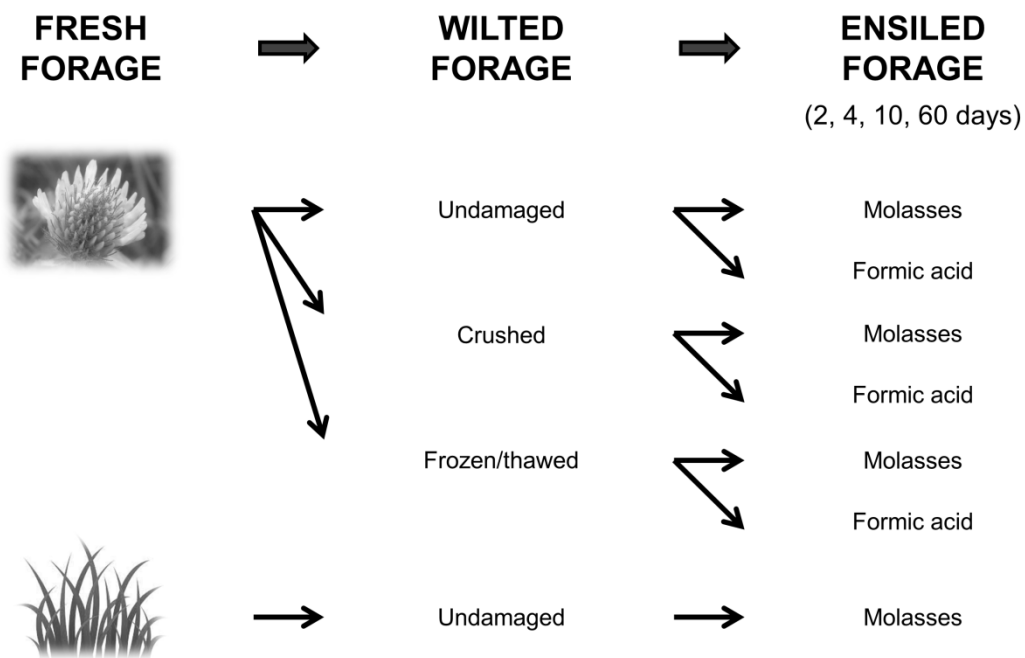 FRESH
FORAGE
WILTED
FORAGE
ENSILED
FORAGE
(2, 4, 10, 60 days)
Undamaged
Molasses
Formic acid
Crushed
Molasses
Formic acid
Frozen/thawed
Molasses
Formic acid
Undamaged
Molasses